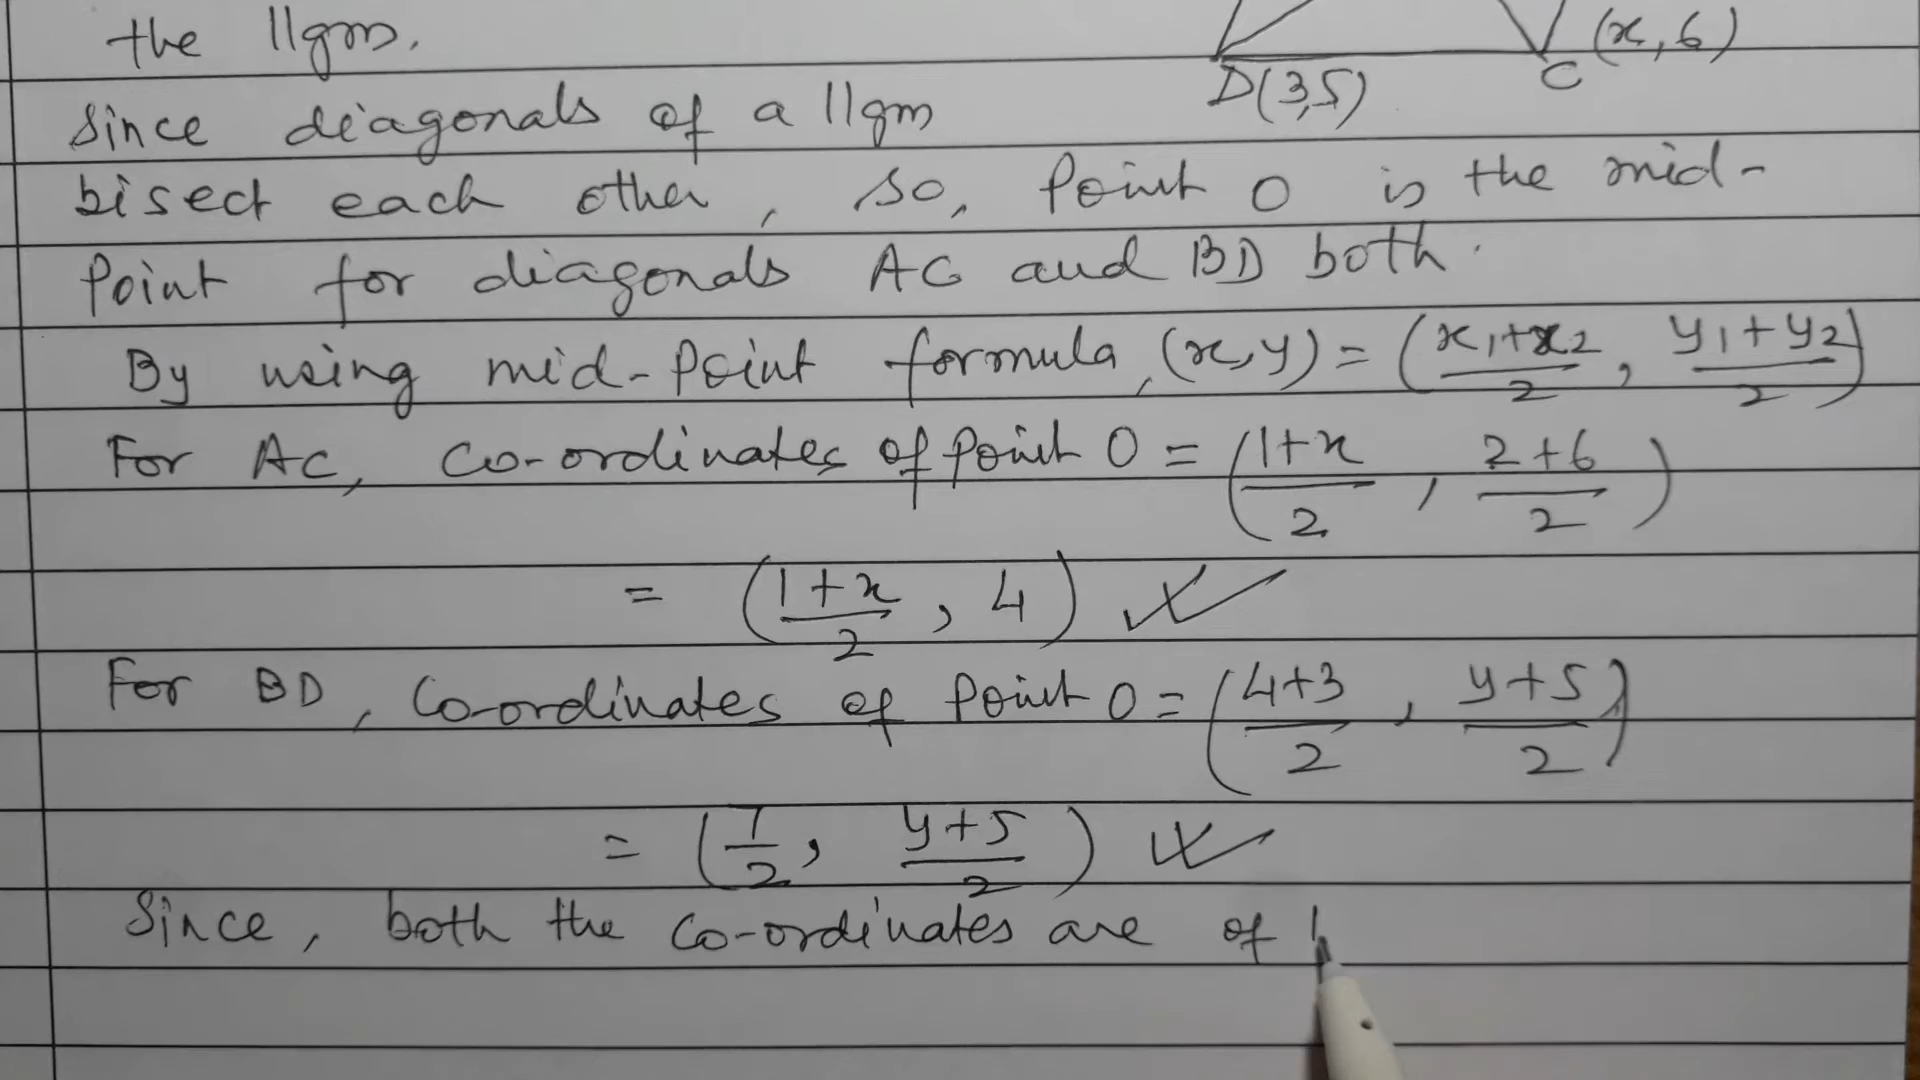 the ||gm.
(x,6)
D(3,5)
C
Since diagonals of a ||gm
bisect each other, so, Point O is the mid-
Point for diagonals AC and BD both.
By using mid-Point formula, (x,y) = (x1+x2/2, y1+y2/2)
For AC, Co-ordinates of Point O = (1+x/2, 2+6/2)
= (1+x/2, 4)
For BD, Co-ordinates of Point O = (4+3/2, y+5/2)
= (7/2, y+5/2)
Since, both the Co-ordinates are of